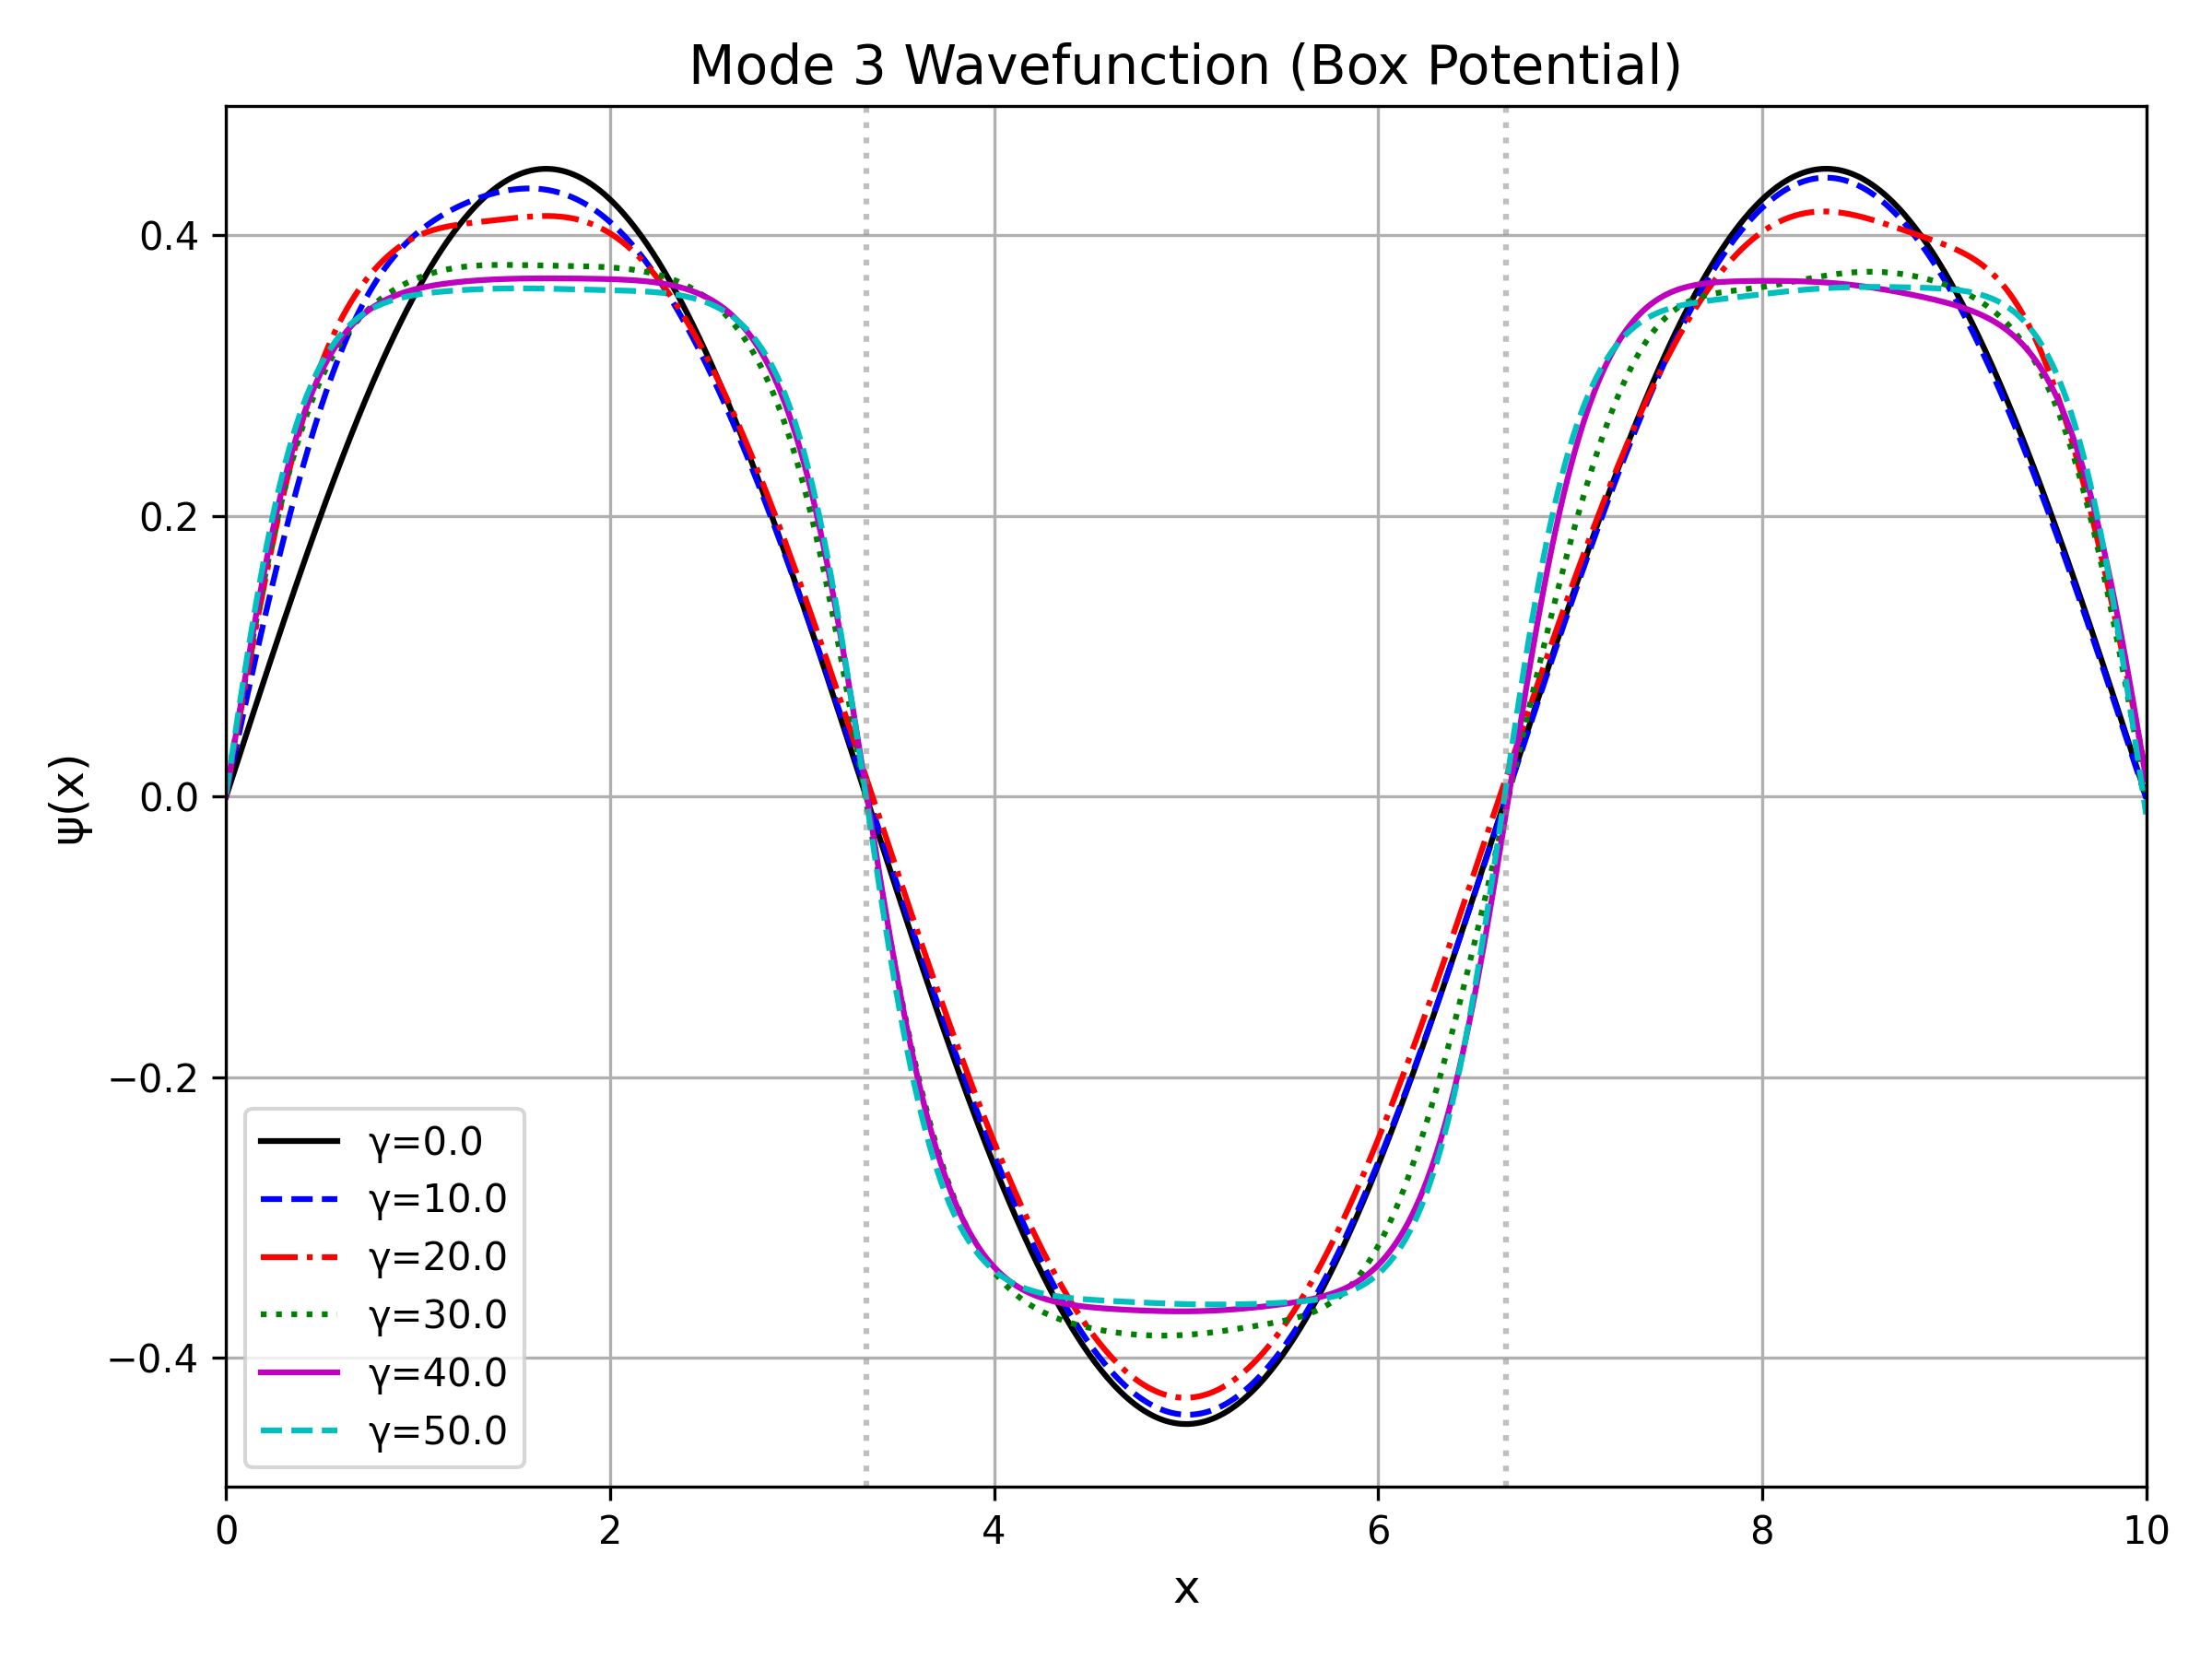 Mode 3 Wavefunction (Box Potential)
ψ(x)
0.4
0.2
0.0
−0.2
−0.4
γ=0.0
γ=10.0
γ=20.0
γ=30.0
γ=40.0
γ=50.0
0 2 4 6 8 10
x